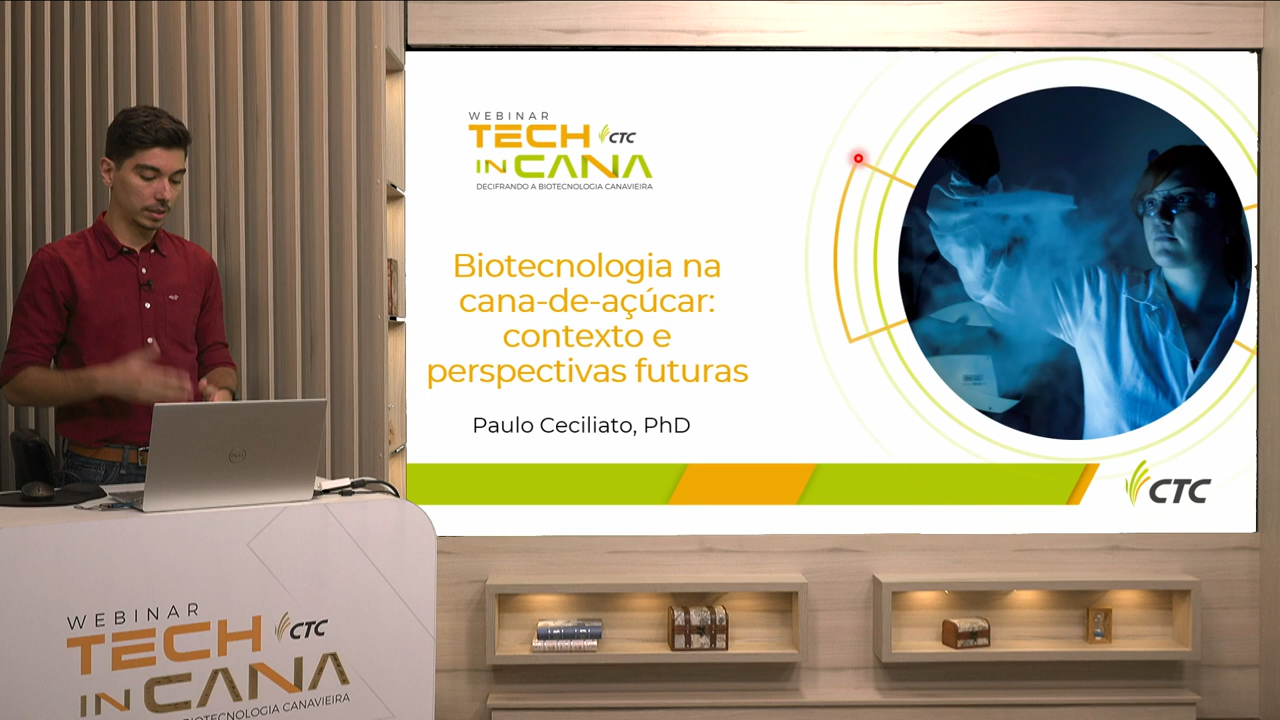 WEBINAR
TECH CTC
IN CANA
DECIFRANDO A BIOTECNOLOGIA CANAVIEIRA
Biotecnologia na
cana-de-açúcar:
contexto e
perspectivas futuras
Paulo Ceciliato, PhD
CTC
DELL
WEBINAR
TECH CTC
IN CANA
BIOTECNOLOGIA CANAVIEIRA